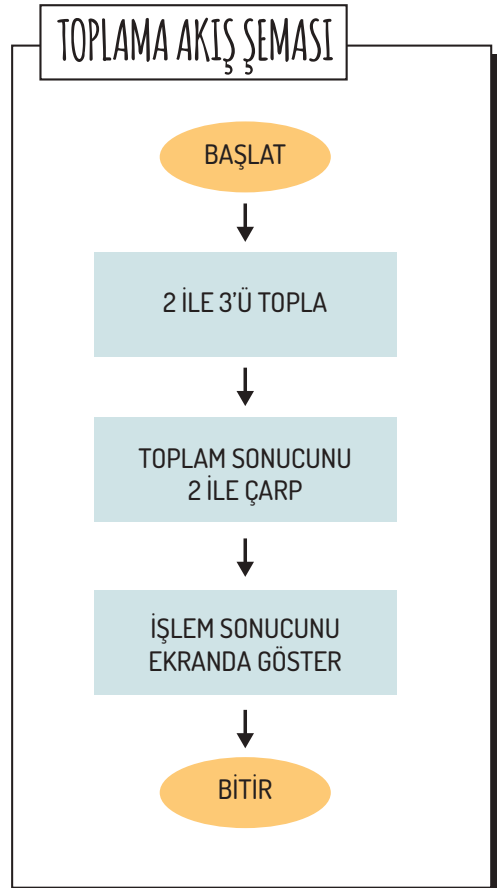 TOPLAMA AKIŞ ŞEMASI
BAŞLAT
2 İLE 3'Ü TOPLA
TOPLAM SONUCUNU
2 İLE ÇARP
İŞLEM SONUCUNU
EKRANDA GÖSTER
BİTİR